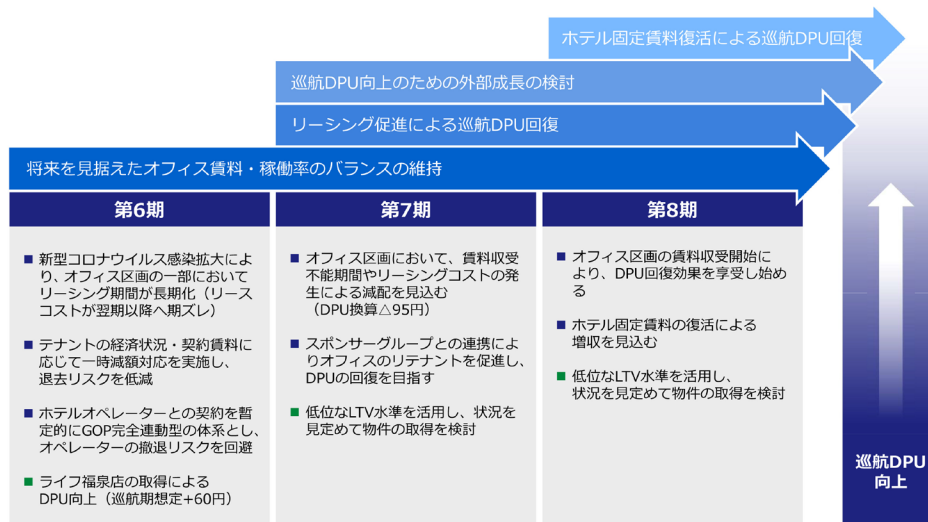 ホテル固定賃料復活による巡航DPU回復
巡航DPU向上のための外部成長の検討
リーシング促進による巡航DPU回復
将来を見据えたオフィス賃料・稼働率のバランスの維持
第6期
■ 新型コロナウイルス感染拡大によ
り、オフィス区画の一部において
リーシング期間が長期化（リース
コストが翌期以降へ期ズレ）
■ テナントの経済状況・契約賃料に
応じて一時減額対応を実施し、
退去リスクを低減
■ ホテルオペレーターとの契約を暫
定的にGOP完全連動型の体系とし、
オペレーターの撤退リスクを回避
■ ライフ福泉店の取得による
DPU向上（巡航期想定+60円）
第7期
■ オフィス区画において、賃料収受
不能期間やリーシングコストの発
生による減配を見込む
（DPU換算△95円）
■ スポンサーグループとの連携によ
りオフィスのリテナントを促進し、
DPUの回復を目指す
■ 低位なLTV水準を活用し、状況を
見定めて物件の取得を検討
第8期
■ オフィス区画の賃料収受開始に
より、DPU回復効果を享受し始め
る
■ ホテル固定賃料の復活による
増収を見込む
■ 低位なLTV水準を活用し、
状況を見定めて物件の取得を検討
巡航DPU
向上